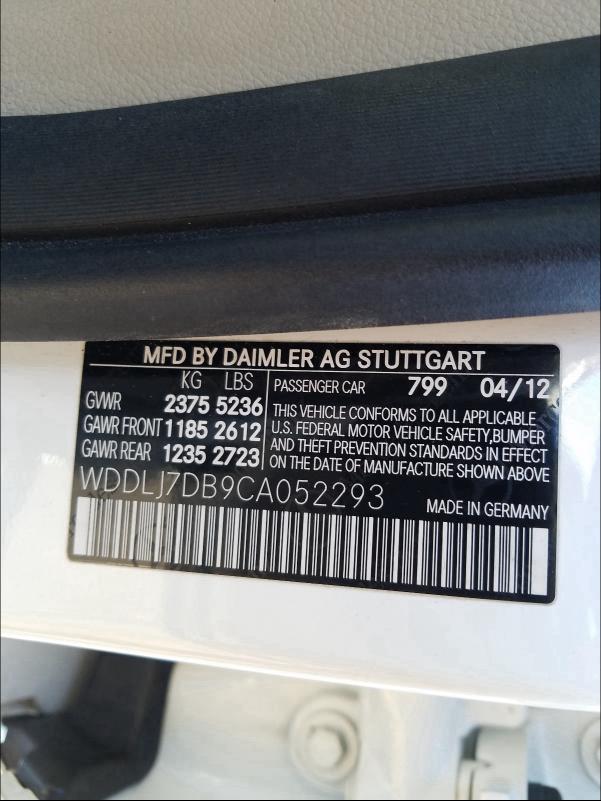 MFD BY DAIMLER AG STUTTGART
KG LBS
GVWR 2375 5236
GAWR FRONT 1185 2612
GAWR REAR 1235 2723
PASSENGER CAR 799 04/12
THIS VEHICLE CONFORMS TO ALL APPLICABLE
U.S. FEDERAL MOTOR VEHICLE SAFETY,BUMPER
AND THEFT PREVENTION STANDARDS IN EFFECT
ON THE DATE OF MANUFACTURE SHOWN ABOVE
WDDLJ7DB9CA052293
MADE IN GERMANY